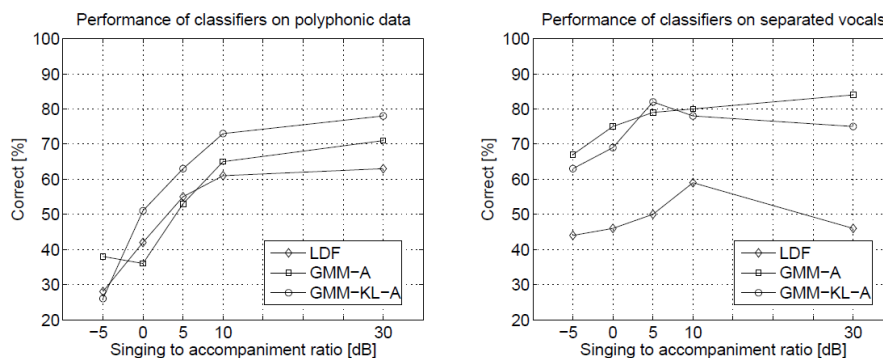 Performance of classifiers on polyphonic data
100
90
80
70
60
50
40
30
20
Correct [%]
−5 0 5 10 30
Singing to accompaniment ratio [dB]
LDF
GMM−A
GMM−KL−A
Performance of classifiers on separated vocals
100
90
80
70
60
50
40
30
20
Correct [%]
−5 0 5 10 30
Singing to accompaniment ratio [dB]
LDF
GMM−A
GMM−KL−A